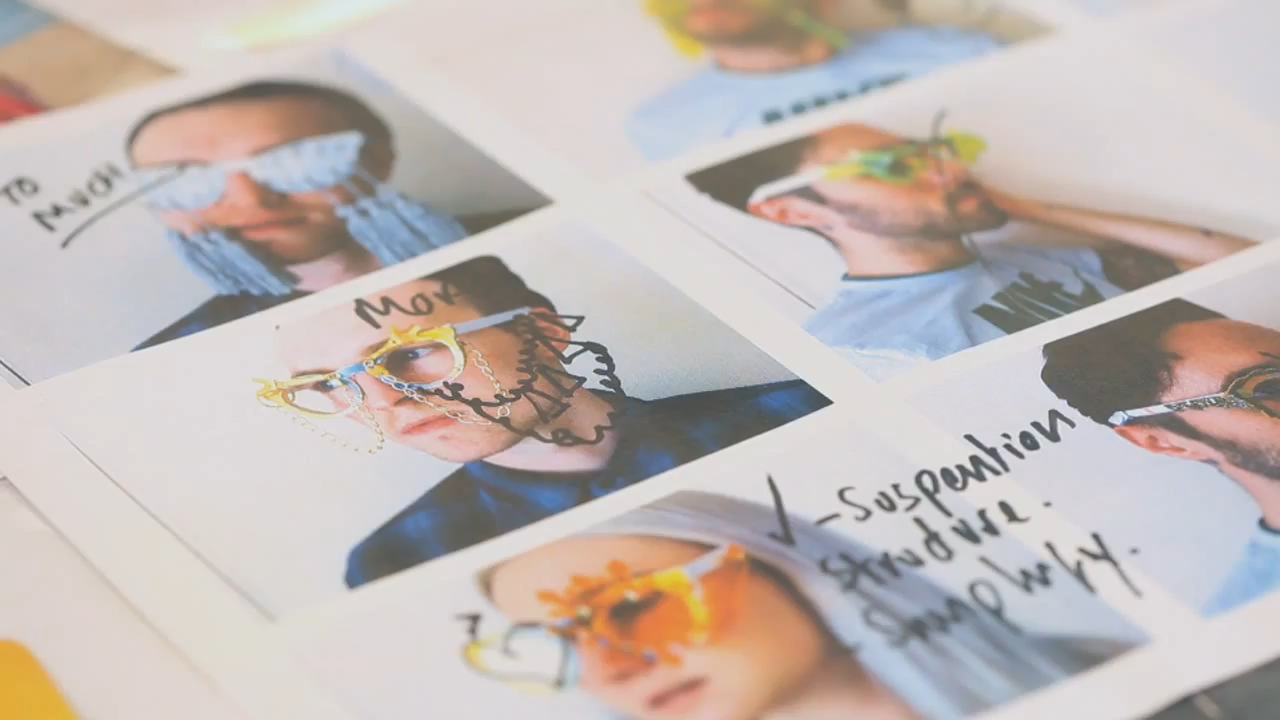 TO
MUCH
Mor
✓ -Suspention
structure.
Simplify.